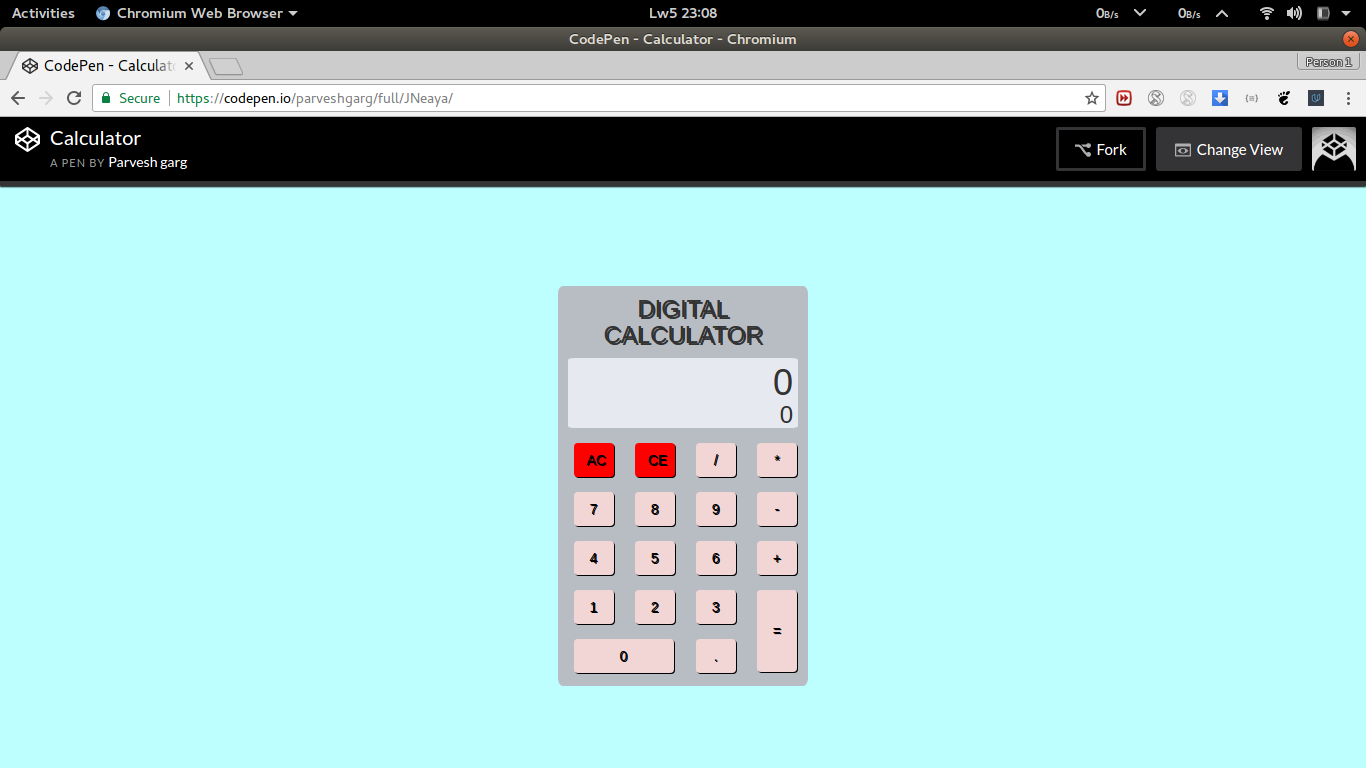 Activities Chromium Web Browser Lw5 23:08 0B/s 0B/s
CodePen - Calculator - Chromium
CodePen - Calculat Person 1
Secure https://codepen.io/parveshgarg/full/JNeaya/
Calculator
A PEN BY Parvesh garg
Fork Change View
DIGITAL
CALCULATOR
0
0
AC CE / *
7 8 9 -
4 5 6 +
1 2 3
=
0 .